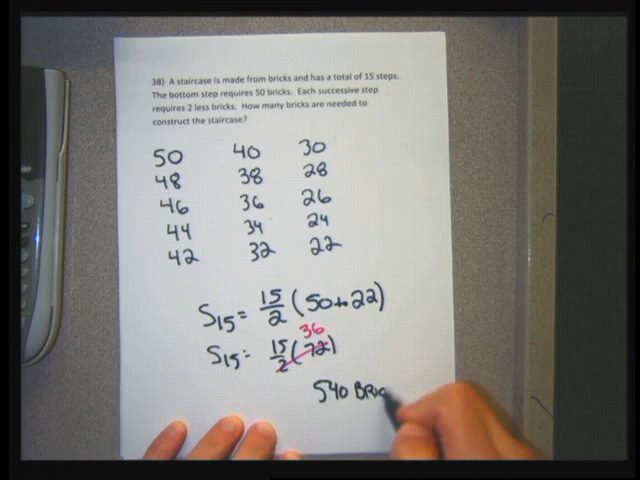 38) A staircase is made from bricks and has a total of 15 steps.
The bottom step requires 50 bricks. Each successive step
requires 2 less bricks. How many bricks are needed to
construct the staircase?
50 40 30
48 38 28
46 36 26
44 34 24
42 32 22
S15 = 15/2 (50+22)
36
S15 = 15/2 (72)
540 BRIC